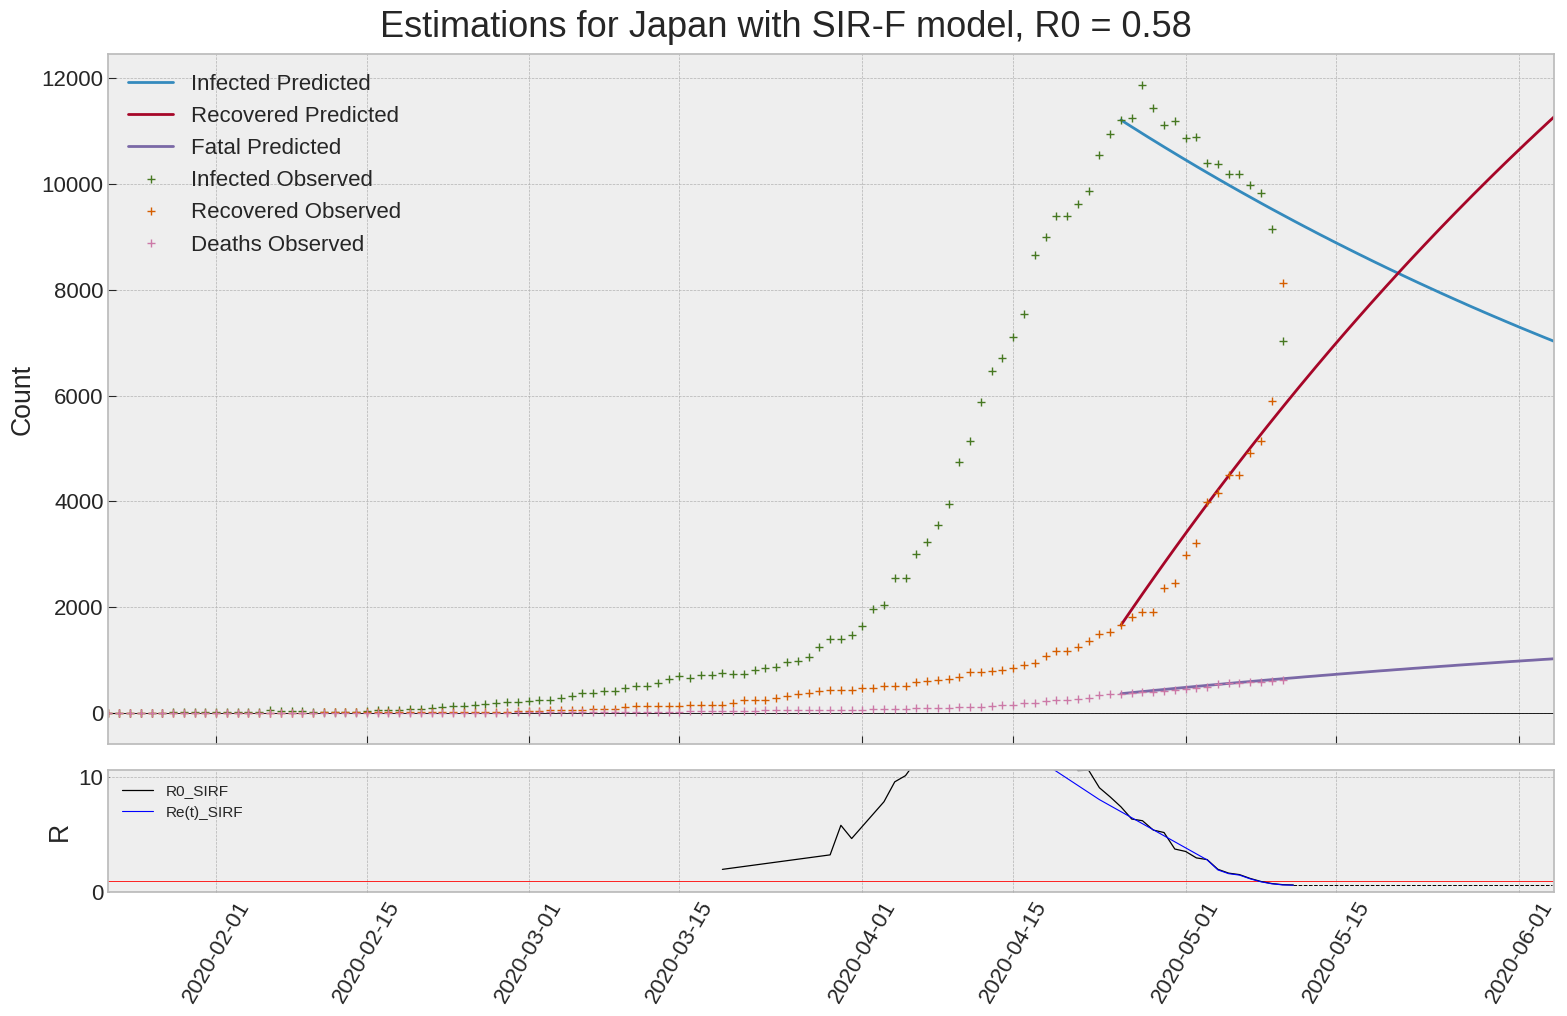 Estimations for Japan with SIR-F model, R0 = 0.58
12000
10000
8000
6000
4000
2000
0
Count
Infected Predicted
Recovered Predicted
Fatal Predicted
Infected Observed
Recovered Observed
Deaths Observed
10
0
R
R0_SIRF
Re(t)_SIRF
2020-02-01
2020-02-15
2020-03-01
2020-03-15
2020-04-01
2020-04-15
2020-05-01
2020-05-15
2020-06-01